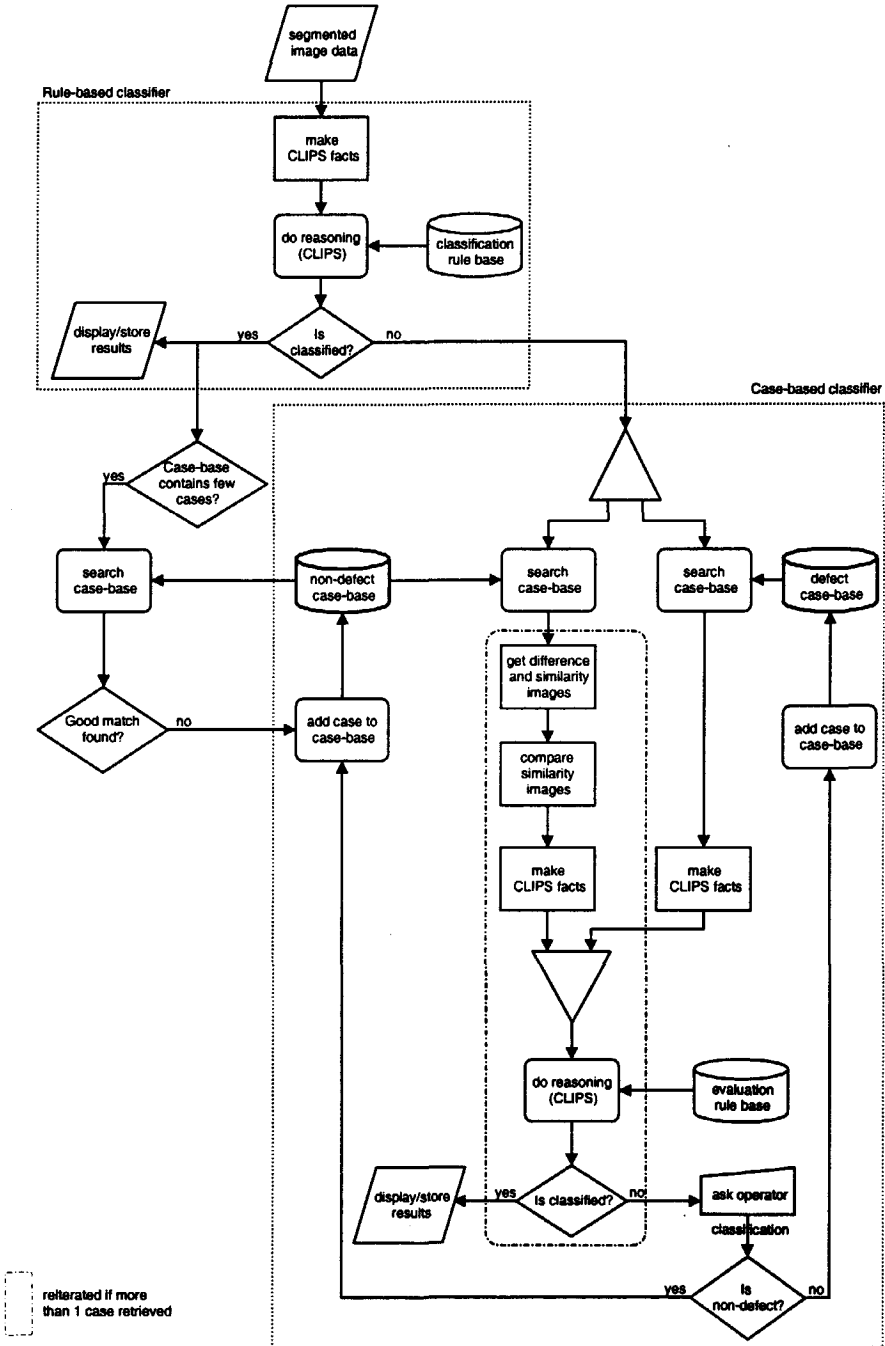 segmented
image data
Rule-based classifier
make
CLIPS facts
do reasoning
(CLIPS)
classification
rule base
display/store
results
yes
Is
classified?
no
Case-based classifier
yes
Case-base
contains few
cases?
search
case-base
non-defect
case-base
search
case-base
search
case-base
defect
case-base
get difference
and similarity
images
Good match
found?
no
add case to
case-base
add case to
case-base
compare
similarity
images
make
CLIPS facts
make
CLIPS facts
do reasoning
(CLIPS)
evaluation
rule base
display/store
results
yes
Is classified?
no
ask operator
classification
reiterated if more
than 1 case retrieved
yes
Is
non-defect?
no